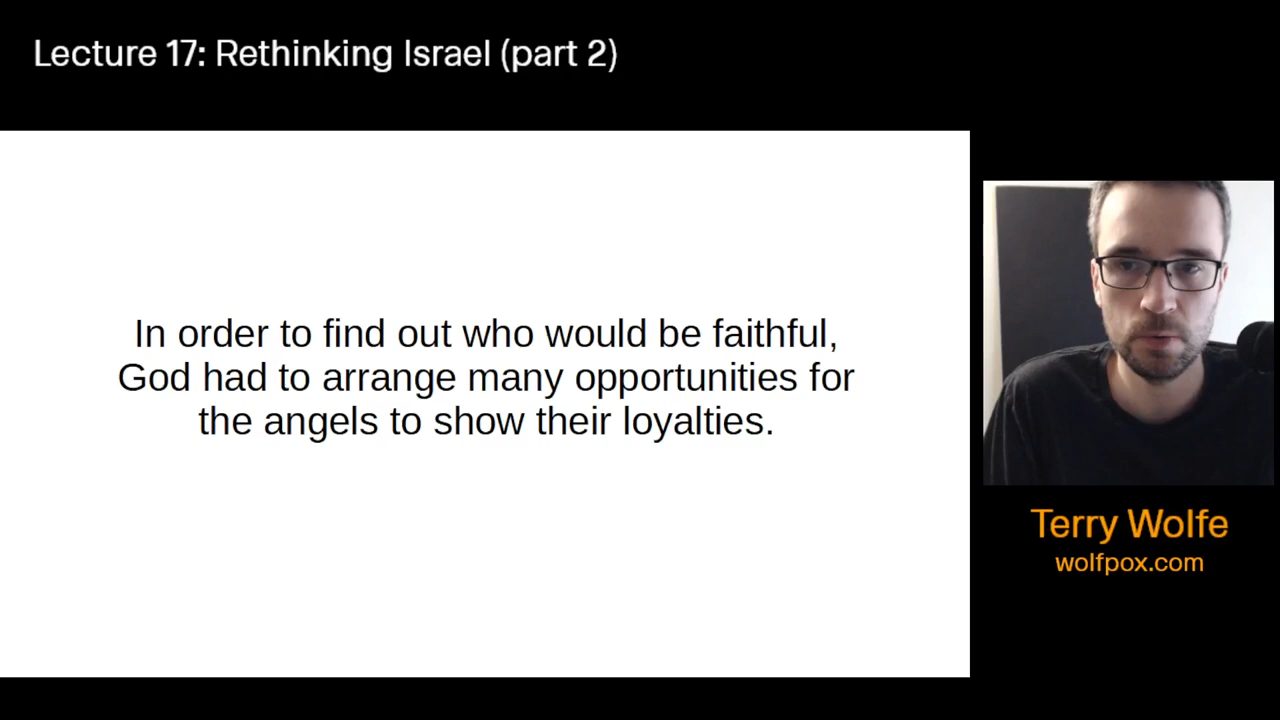 Lecture 17: Rethinking Israel (part 2)
In order to find out who would be faithful,
God had to arrange many opportunities for
the angels to show their loyalties.
Terry Wolfe
wolfpox.com